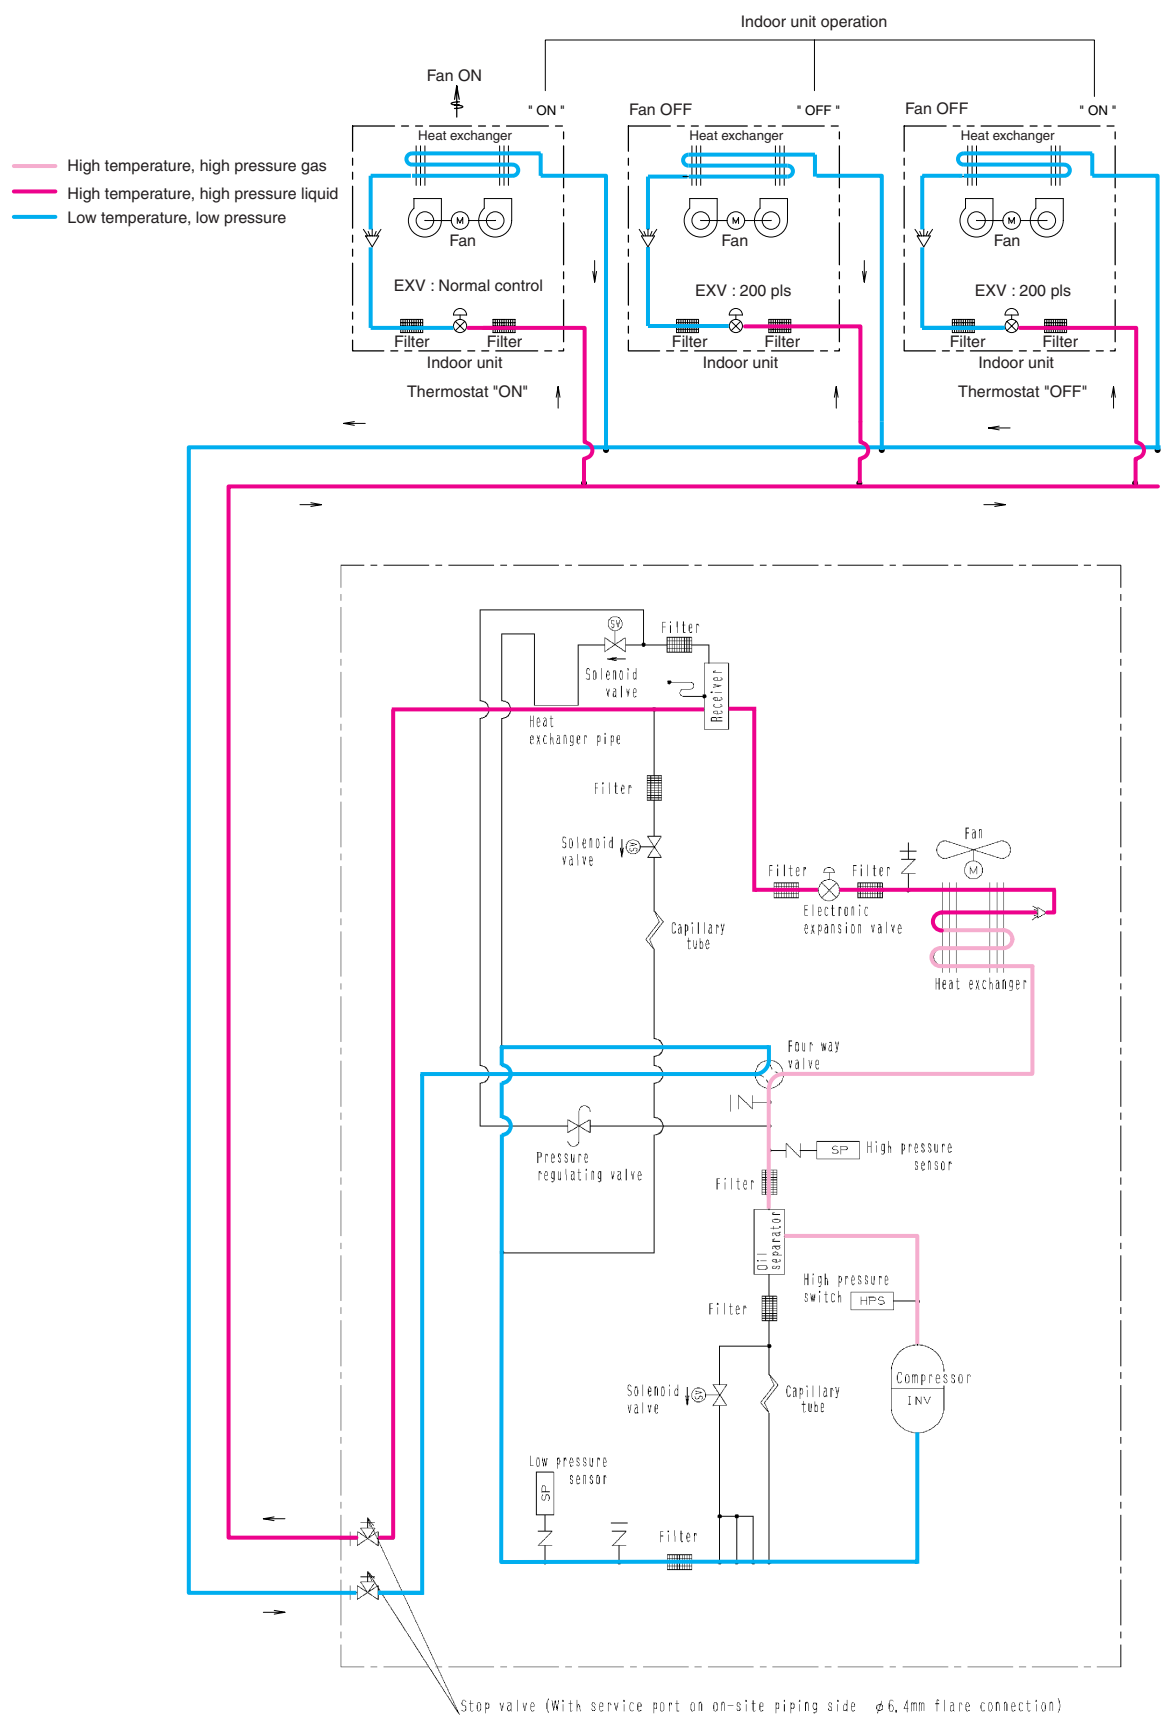 Indoor unit operation
Fan ON
" ON "
Fan OFF
" OFF "
Fan OFF
" ON "
High temperature, high pressure gas
High temperature, high pressure liquid
Low temperature, low pressure
Heat exchanger
M
Fan
EXV : Normal control
Filter
Filter
Indoor unit
Thermostat "ON"
Heat exchanger
M
Fan
EXV : 200 pls
Filter
Filter
Indoor unit
Heat exchanger
M
Fan
EXV : 200 pls
Filter
Filter
Indoor unit
Thermostat "OFF"
SV
Filter
Solenoid
valve
Receiver
Heat
exchanger pipe
Filter
Solenoid
valve
SV
Fan
M
Filter
Filter
Electronic
expansion valve
Capillary
tube
Heat exchanger
Four way
valve
Pressure
regulating valve
SP
High pressure
sensor
Filter
Oil
separator
High pressure
switch
HPS
Filter
Compressor
INV
Solenoid
valve
SV
Capillary
tube
Low pressure
sensor
SP
Filter
Stop valve (With service port on on-site piping side φ6,4mm flare connection)